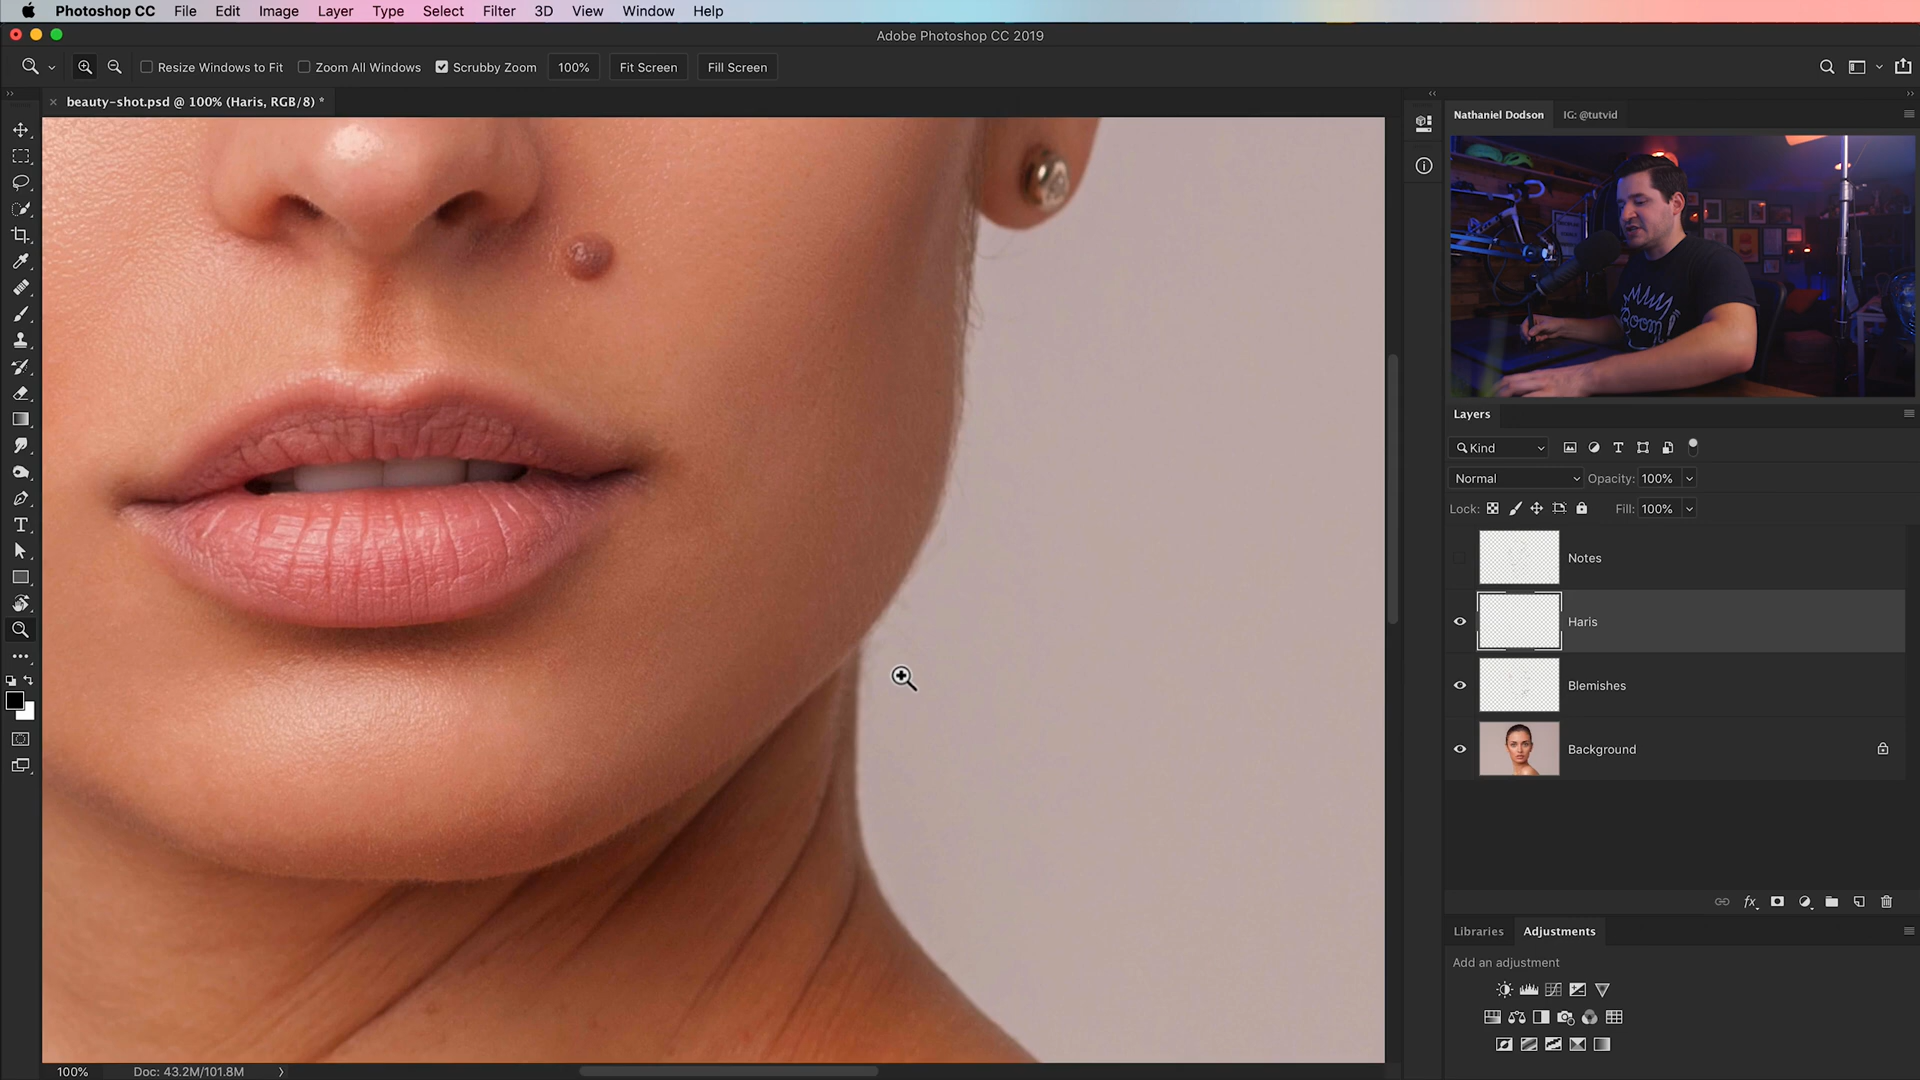 Photoshop CC File Edit Image Layer Type Select Filter 3D View Window Help
Adobe Photoshop CC 2019
Resize Windows to Fit Zoom All Windows Scrubby Zoom 100% Fit Screen Fill Screen
beauty-shot.psd @ 100% (Haris, RGB/8) *
Nathaniel Dodson IG: @tutvid
Room
Layers
Kind
Normal Opacity: 100%
Lock: Fill: 100%
Notes
Haris
Blemishes
Background
fx
Libraries Adjustments
Add an adjustment
100% Doc: 43.2M/101.8M